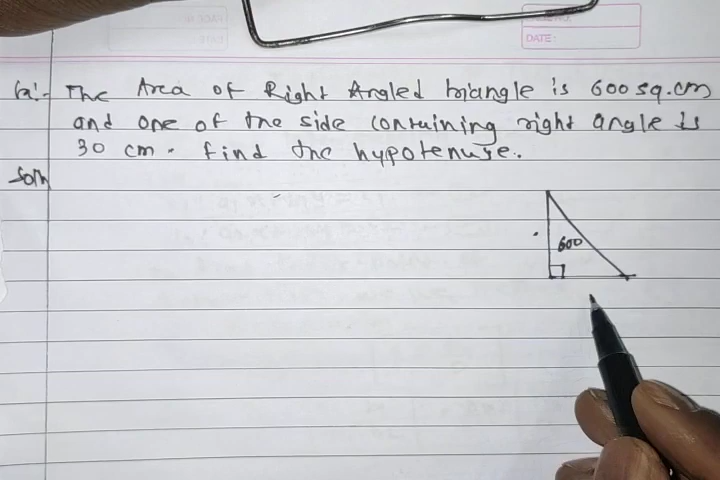 Q:- The Area of Right Angled triangle is 600 sq.cm
and one of the side containing right angle is
30 cm. find the hypotenuse.
Soln
600
DATE: